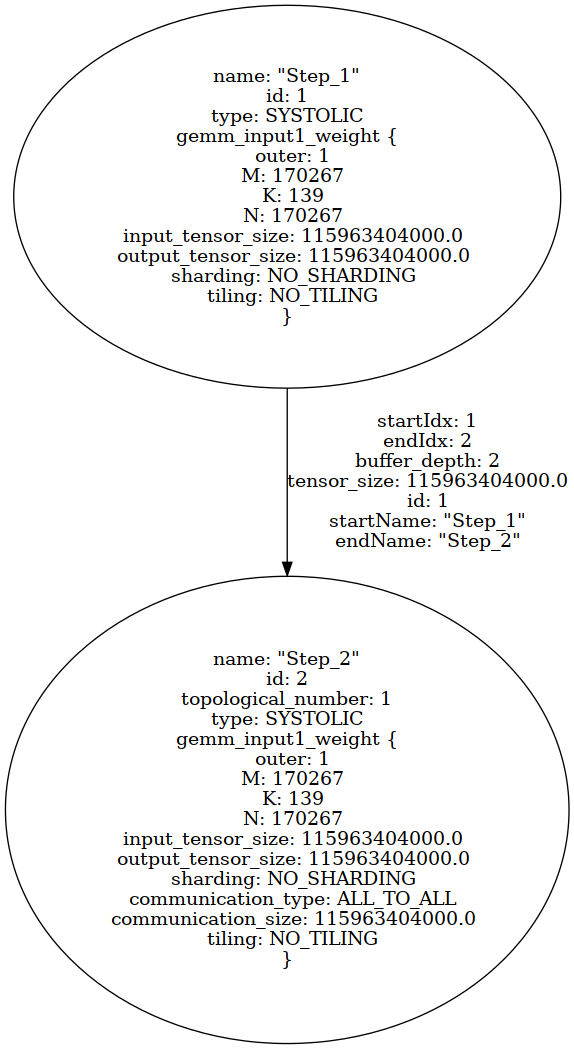 name: "Step_1"
id: 1
type: SYSTOLIC
gemm_input1_weight {
outer: 1
M: 170267
K: 139
N: 170267
input_tensor_size: 115963404000.0
output_tensor_size: 115963404000.0
sharding: NO_SHARDING
tiling: NO_TILING
}
startIdx: 1
endIdx: 2
buffer_depth: 2
tensor_size: 115963404000.0
id: 1
startName: "Step_1"
endName: "Step_2"
name: "Step_2"
id: 2
topological_number: 1
type: SYSTOLIC
gemm_input1_weight {
outer: 1
M: 170267
K: 139
N: 170267
input_tensor_size: 115963404000.0
output_tensor_size: 115963404000.0
sharding: NO_SHARDING
communication_type: ALL_TO_ALL
communication_size: 115963404000.0
tiling: NO_TILING
}